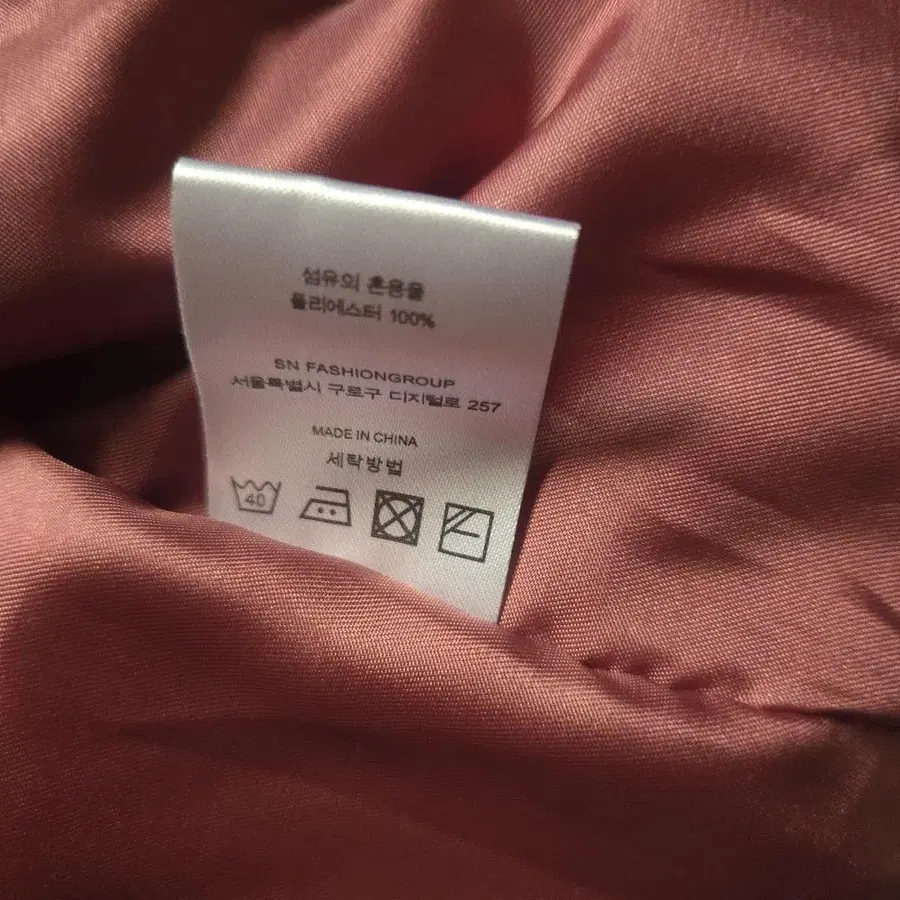 섬유의 혼용율
폴리에스터 100%
SN FASHIONGROUP
서울특별시 구로구 디지털로 257
MADE IN CHINA
세탁방법
40